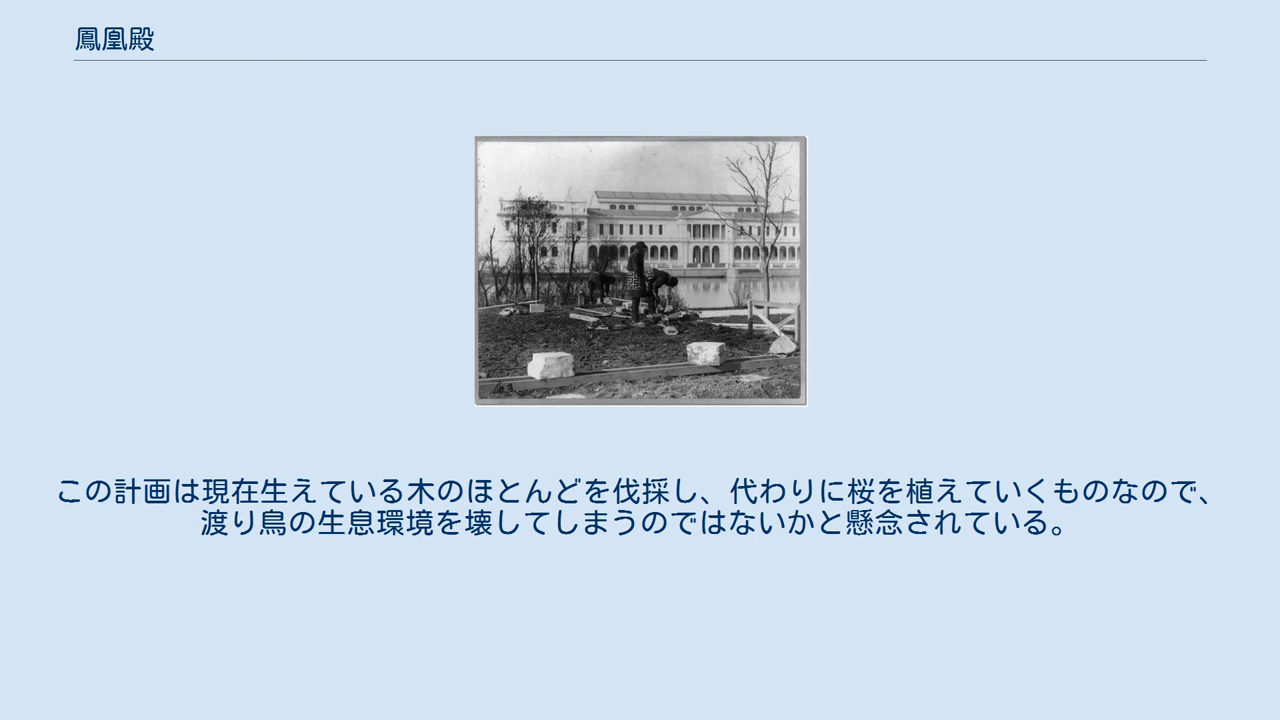 鳳凰殿
この計画は現在生えている木のほとんどを伐採し、代わりに桜を植えていくものなので、
渡り鳥の生息環境を壊してしまうのではないかと懸念されている。